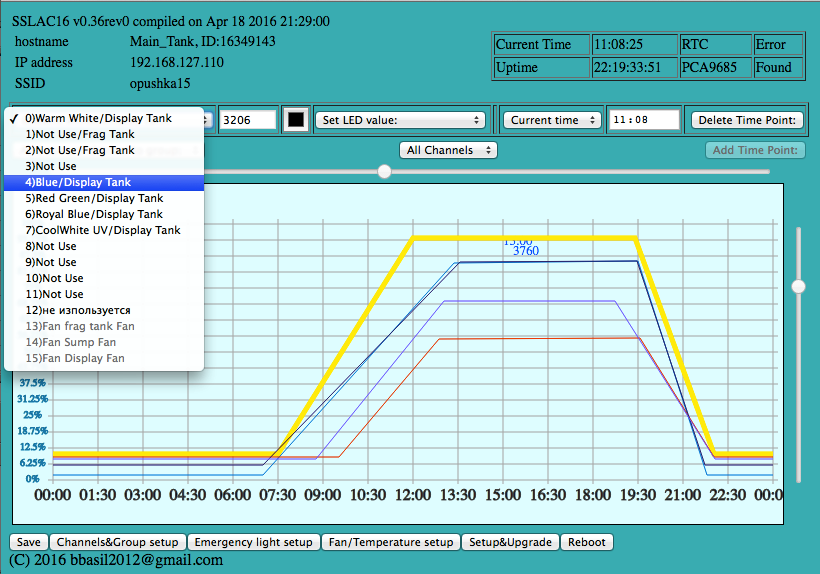 SSLAC16 v0.36rev0 compiled on Apr 18 2016 21:29:00
hostname Main_Tank, ID:16349143
IP address 192.168.127.110
SSID opushka15
Current Time 11:08:25 RTC Error
Uptime 22:19:33:51 PCA9685 Found
✓ 0)Warm White/Display Tank
1)Not Use/Frag Tank
2)Not Use/Frag Tank
3)Not Use
4)Blue/Display Tank
5)Red Green/Display Tank
6)Royal Blue/Display Tank
7)CoolWhite UV/Display Tank
8)Not Use
9)Not Use
10)Not Use
11)Not Use
12)не изпользуется
13)Fan frag tank Fan
14)Fan Sump Fan
15)Fan Display Fan
3206 Set LED value: Current time 11:08 Delete Time Point:
All Channels Add Time Point:
15:00
3760
37.5%
31.25%
25%
18.75%
12.5%
6.25%
0%
00:00 01:30 03:00 04:30 06:00 07:30 09:00 10:30 12:00 13:30 15:00 16:30 18:00 19:30 21:00 22:30 00:0
Save Channels&Group setup Emergency light setup Fan/Temperature setup Setup&Upgrade Reboot
(C) 2016 bbasil2012@gmail.com